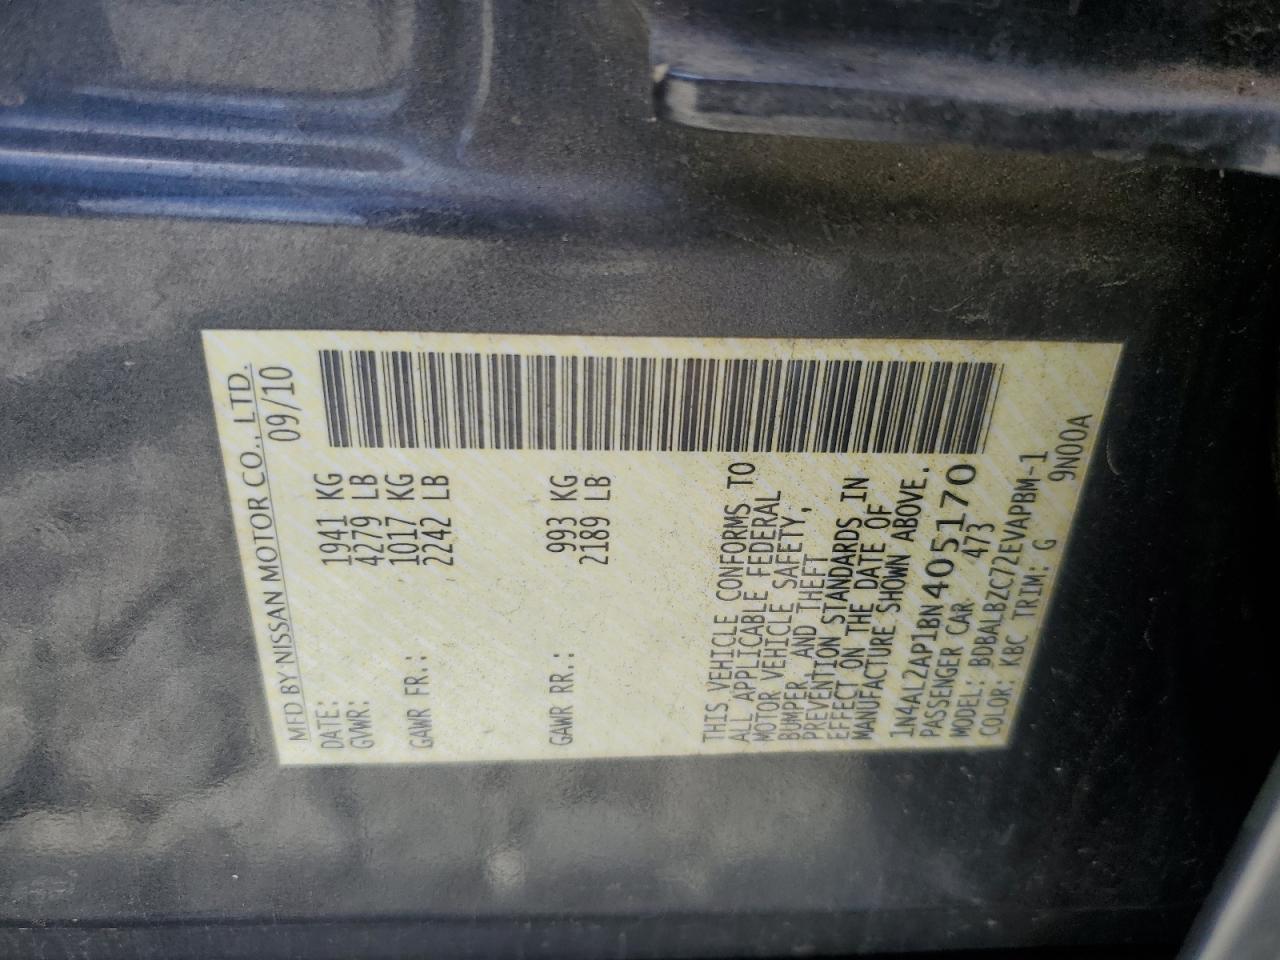 MFD BY NISSAN MOTOR CO., LTD.
DATE: 09/10
GVWR: 1941 KG
4279 LB
GAWR FR.: 1017 KG
2242 LB
GAWR RR.: 993 KG
2189 LB
THIS VEHICLE CONFORMS TO
ALL APPLICABLE FEDERAL
MOTOR VEHICLE SAFETY,
BUMPER, AND THEFT
PREVENTION STANDARDS IN
EFFECT ON THE DATE OF
MANUFACTURE SHOWN ABOVE.
1N4AL2AP1BN405170
PASSENGER CAR 473
MODEL: BDBALBZC72EVAPBM-1
COLOR: KBC TRIM: G 9N00A